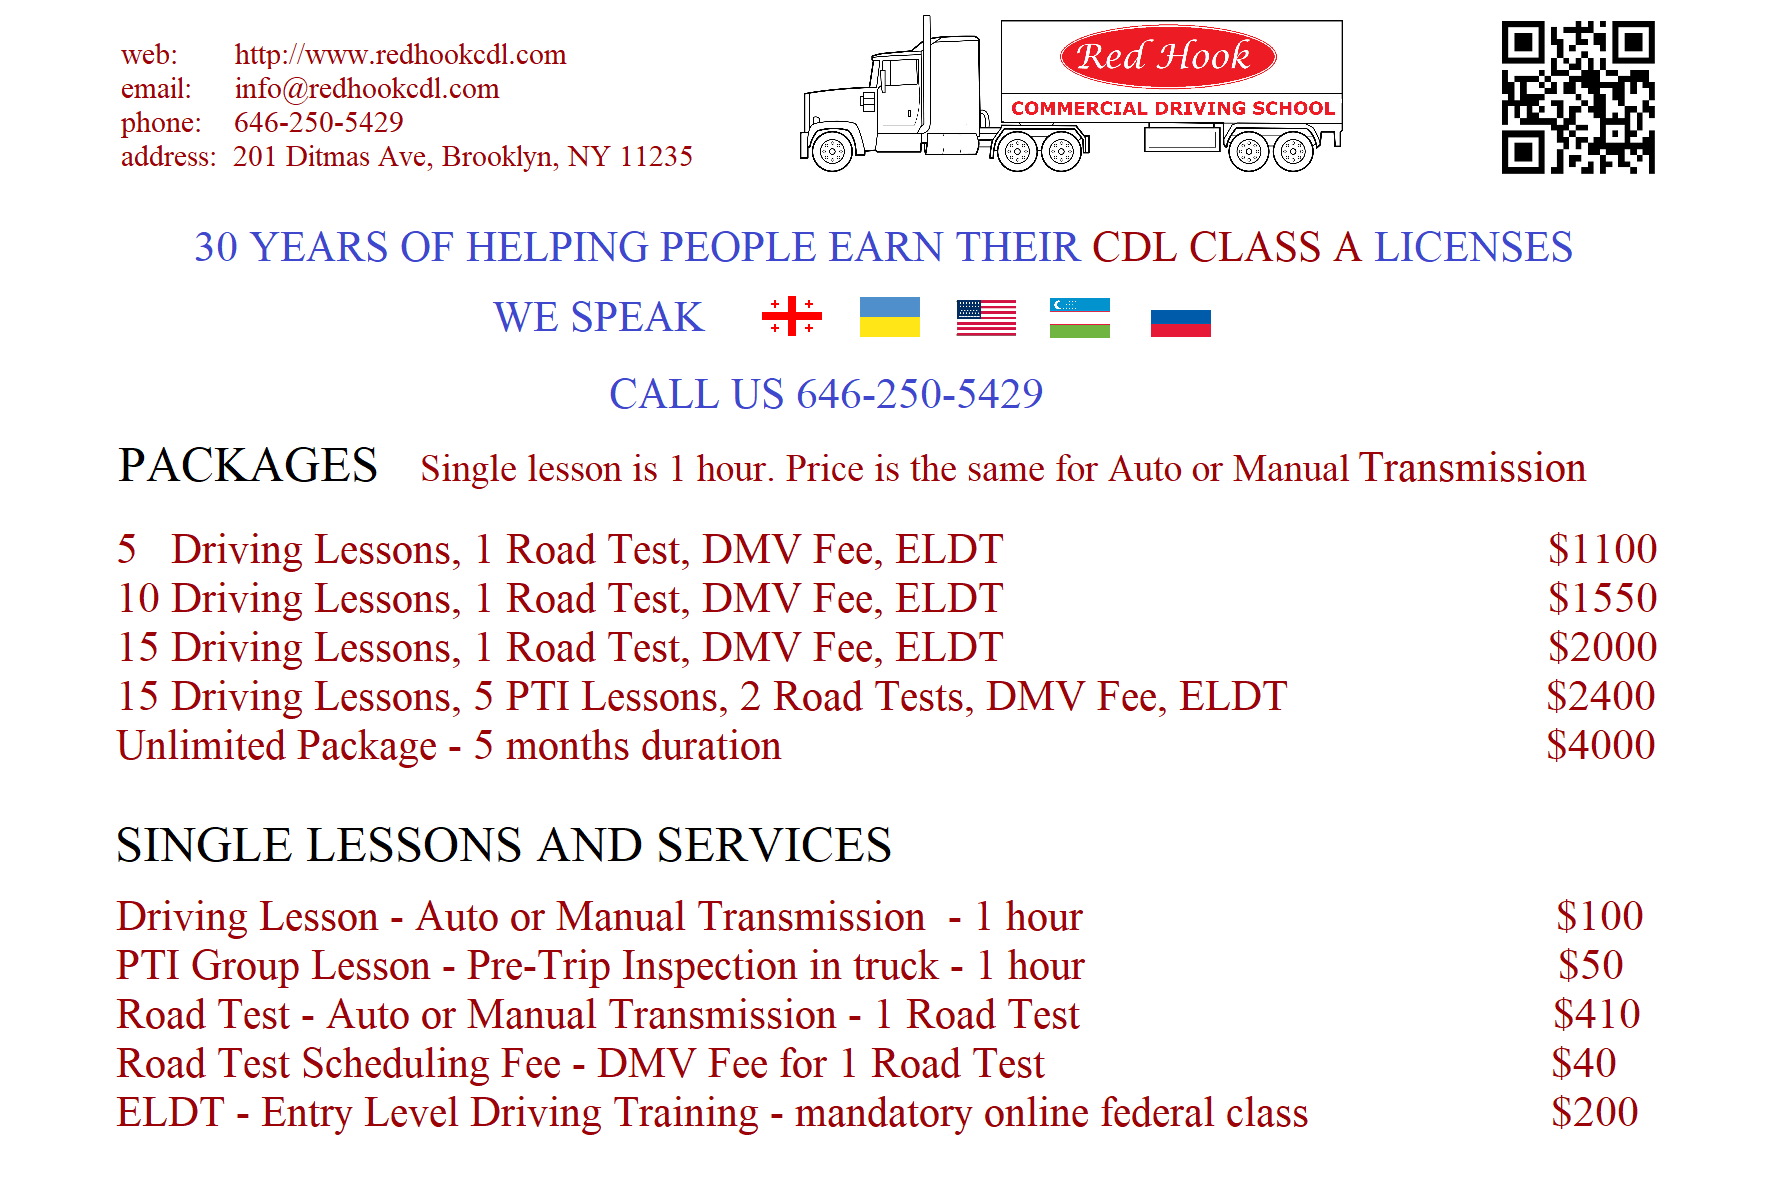 web: http://www.redhookcdl.com
email: info@redhookcdl.com
phone: 646-250-5429
address: 201 Ditmas Ave, Brooklyn, NY 11235
Red Hook
COMMERCIAL DRIVING SCHOOL
30 YEARS OF HELPING PEOPLE EARN THEIR CDL CLASS A LICENSES
WE SPEAK
CALL US 646-250-5429
PACKAGES Single lesson is 1 hour. Price is the same for Auto or Manual Transmission
5 Driving Lessons, 1 Road Test, DMV Fee, ELDT $1100
10 Driving Lessons, 1 Road Test, DMV Fee, ELDT $1550
15 Driving Lessons, 1 Road Test, DMV Fee, ELDT $2000
15 Driving Lessons, 5 PTI Lessons, 2 Road Tests, DMV Fee, ELDT $2400
Unlimited Package - 5 months duration $4000
SINGLE LESSONS AND SERVICES
Driving Lesson - Auto or Manual Transmission - 1 hour $100
PTI Group Lesson - Pre-Trip Inspection in truck - 1 hour $50
Road Test - Auto or Manual Transmission - 1 Road Test $410
Road Test Scheduling Fee - DMV Fee for 1 Road Test $40
ELDT - Entry Level Driving Training - mandatory online federal class $200